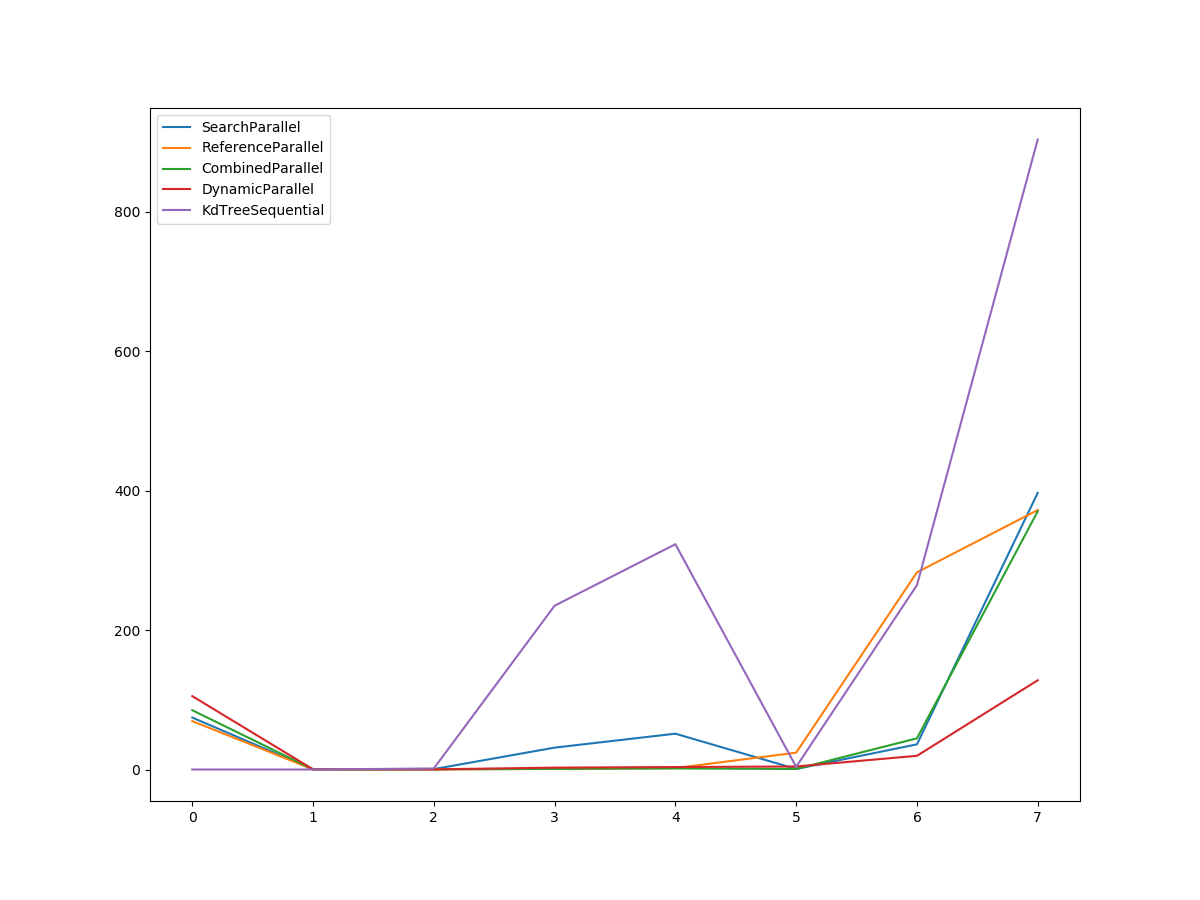 SearchParallel
ReferenceParallel
CombinedParallel
DynamicParallel
KdTreeSequential
800
600
400
200
0
0 1 2 3 4 5 6 7